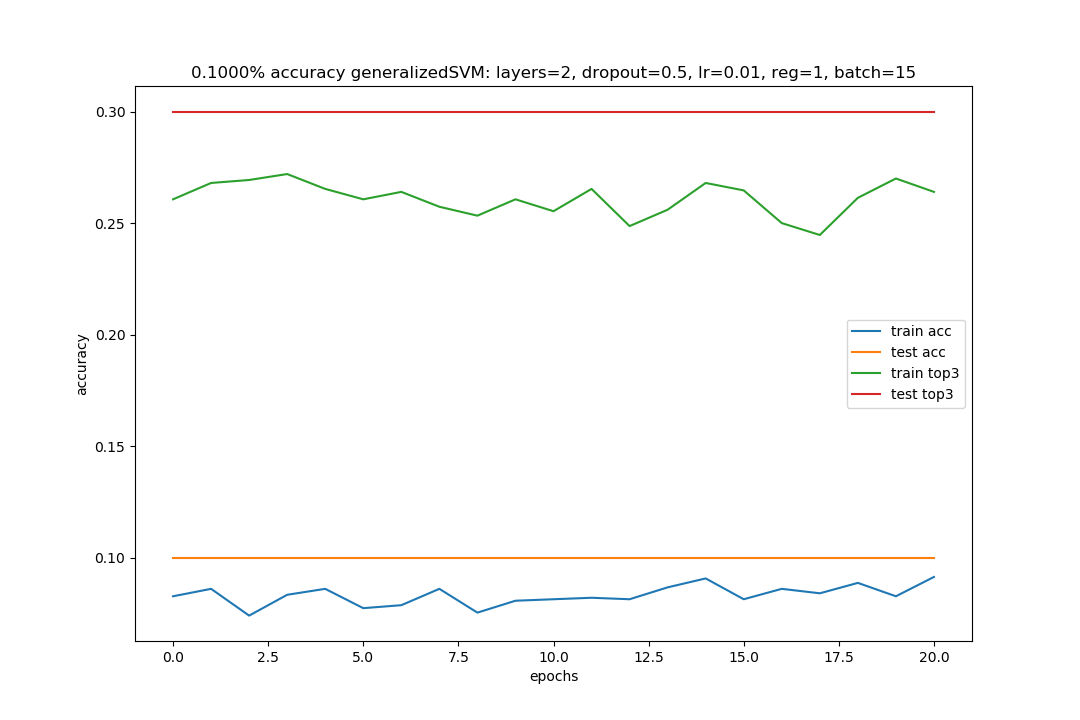 0.1000% accuracy generalizedSVM: layers=2, dropout=0.5, lr=0.01, reg=1, batch=15
0.30
0.25
0.20
0.15
0.10
accuracy
train acc
test acc
train top3
test top3
0.0 2.5 5.0 7.5 10.0 12.5 15.0 17.5 20.0
epochs